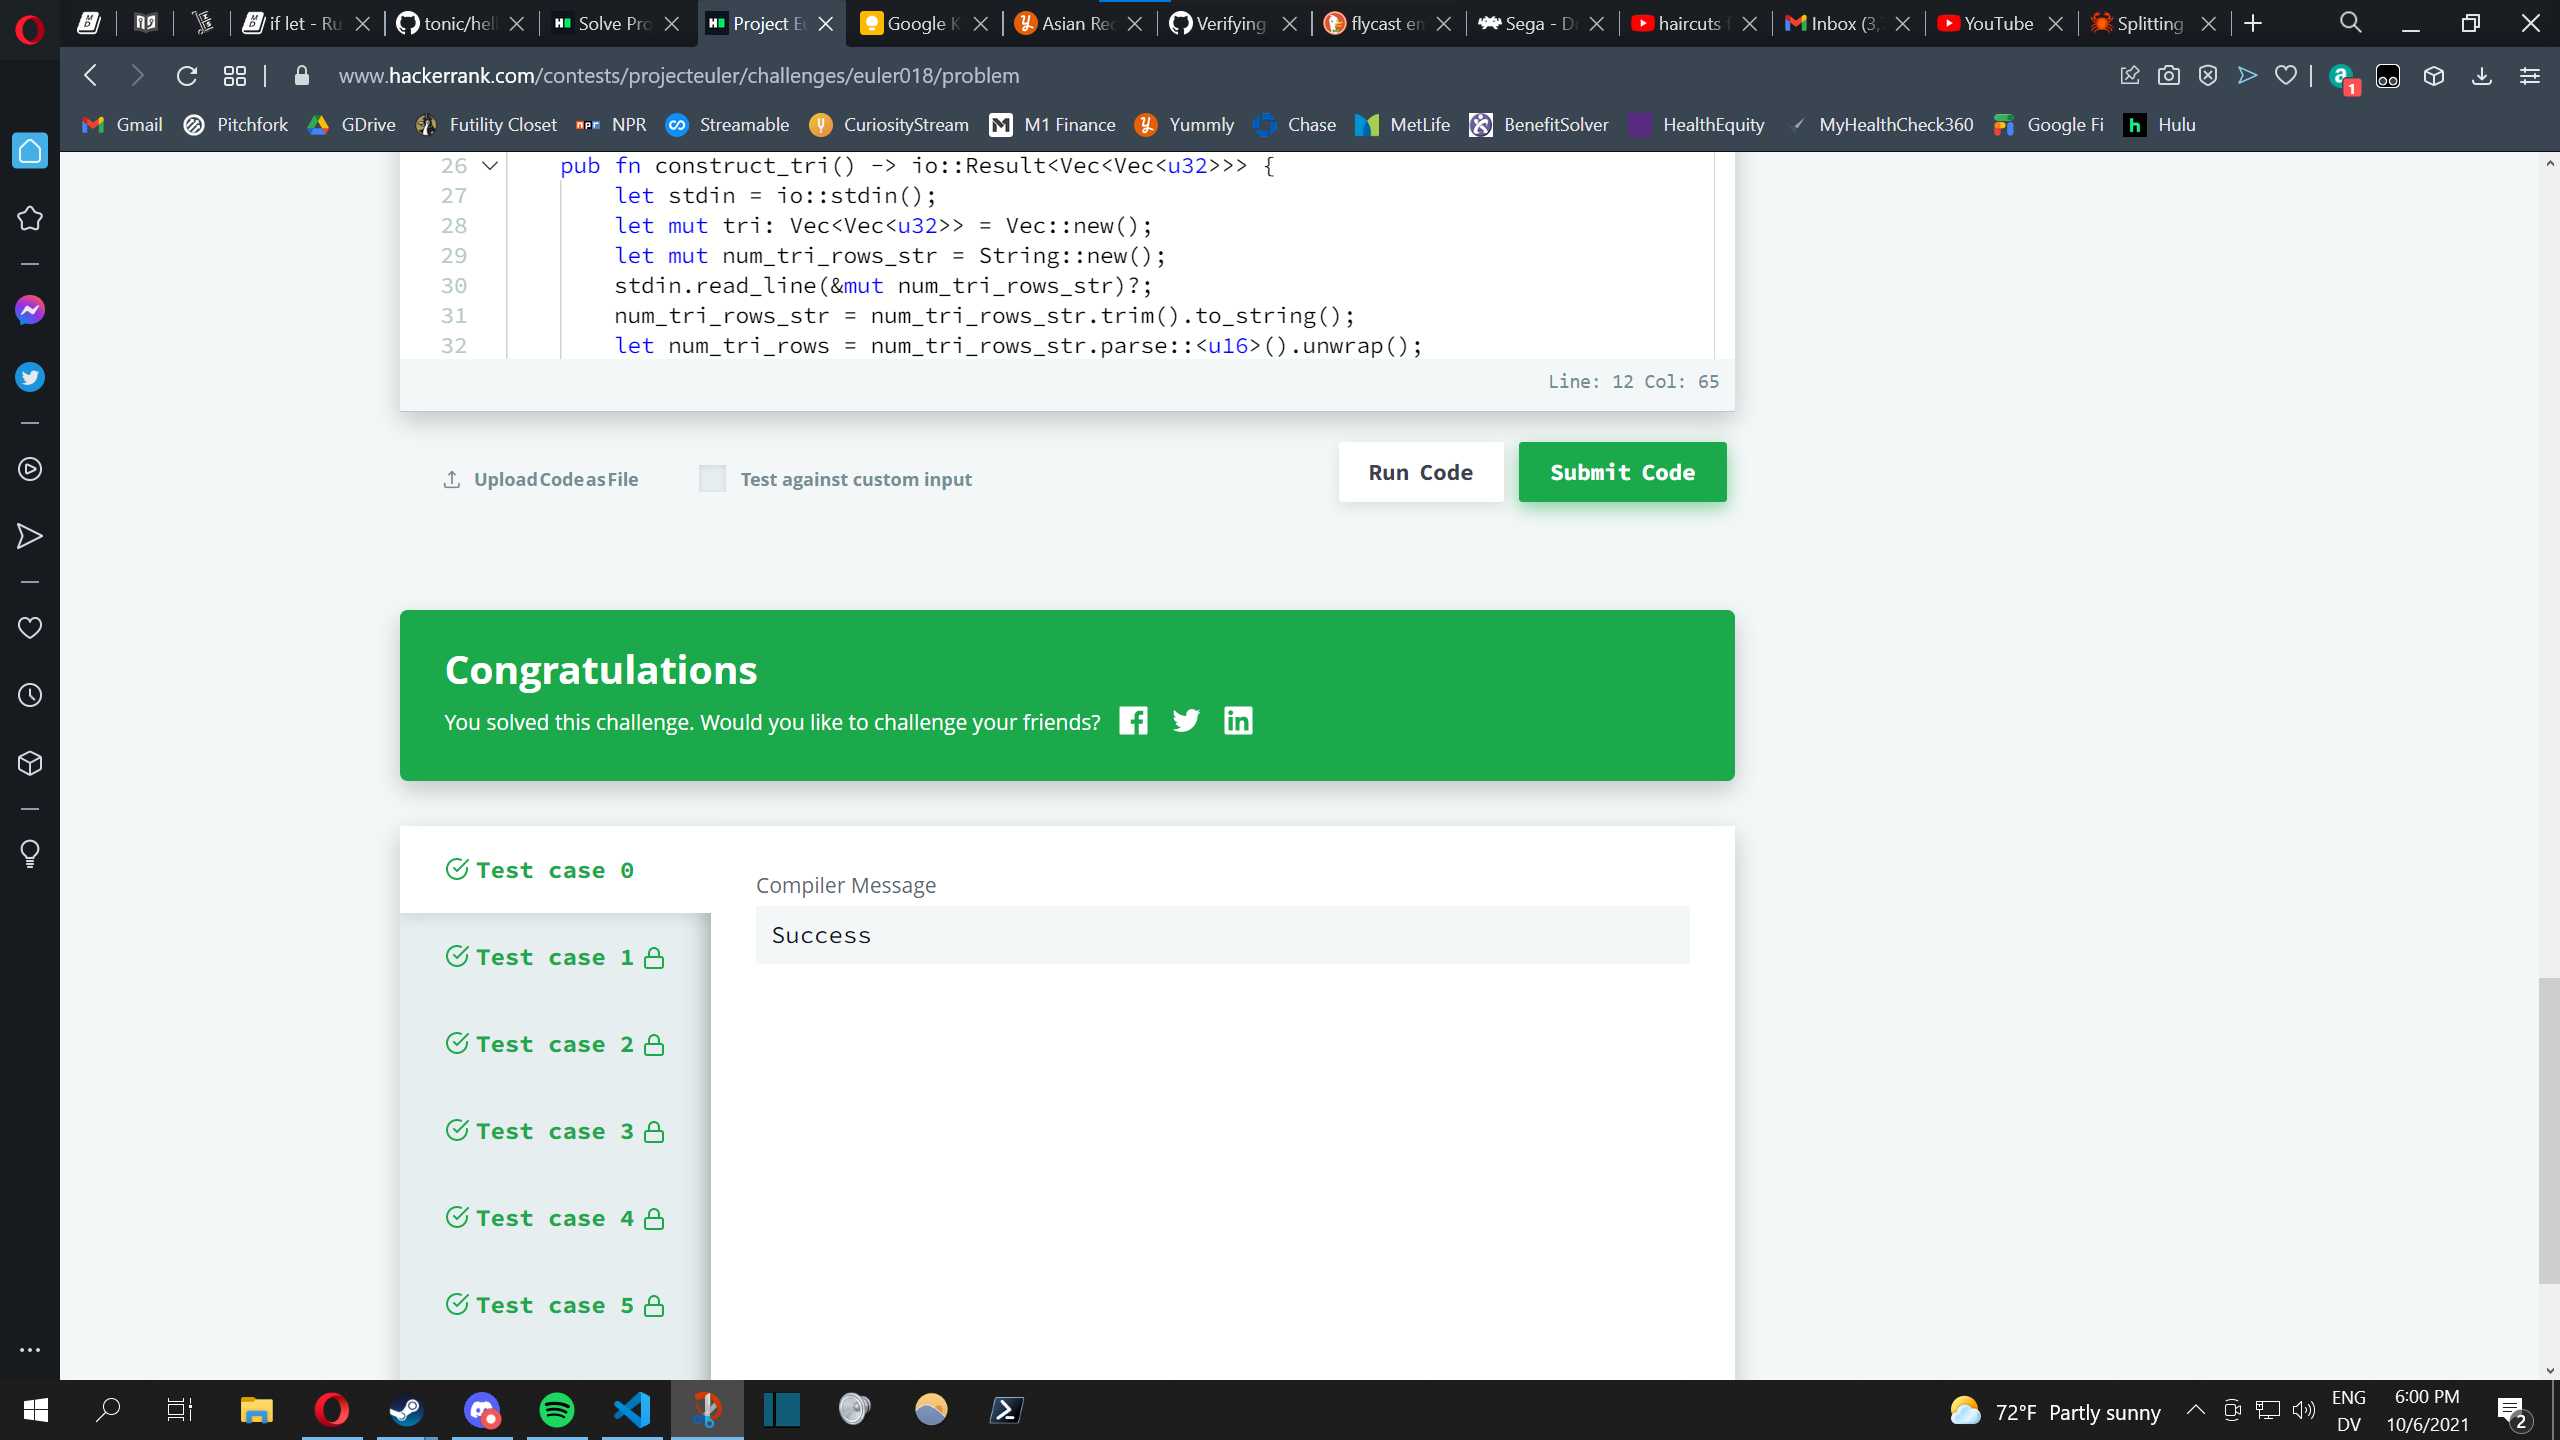 if let - Ru
tonic/hell
Solve Pro
Project Eu
Google K
Asian Rec
Verifying
flycast em
Sega - Dr
haircuts f
Inbox (3,
YouTube
Splitting
www.hackerrank.com/contests/projecteuler/challenges/euler018/problem
1
Gmail
Pitchfork
GDrive
Futility Closet
NPR
Streamable
CuriosityStream
M1 Finance
Yummly
Chase
MetLife
BenefitSolver
HealthEquity
MyHealthCheck360
Google Fi
Hulu
26 pub fn construct_tri() -> io::Result<Vec<Vec<u32>>> {
27 let stdin = io::stdin();
28 let mut tri: Vec<Vec<u32>> = Vec::new();
29 let mut num_tri_rows_str = String::new();
30 stdin.read_line(&mut num_tri_rows_str)?;
31 num_tri_rows_str = num_tri_rows_str.trim().to_string();
32 let num_tri_rows = num_tri_rows_str.parse::<u16>().unwrap();
Line: 12 Col: 65
Upload Code as File
Test against custom input
Run Code
Submit Code
Congratulations
You solved this challenge. Would you like to challenge your friends?
Test case 0
Compiler Message
Success
Test case 1
Test case 2
Test case 3
Test case 4
Test case 5
72°F Partly sunny
ENG
DV
6:00 PM
10/6/2021
2